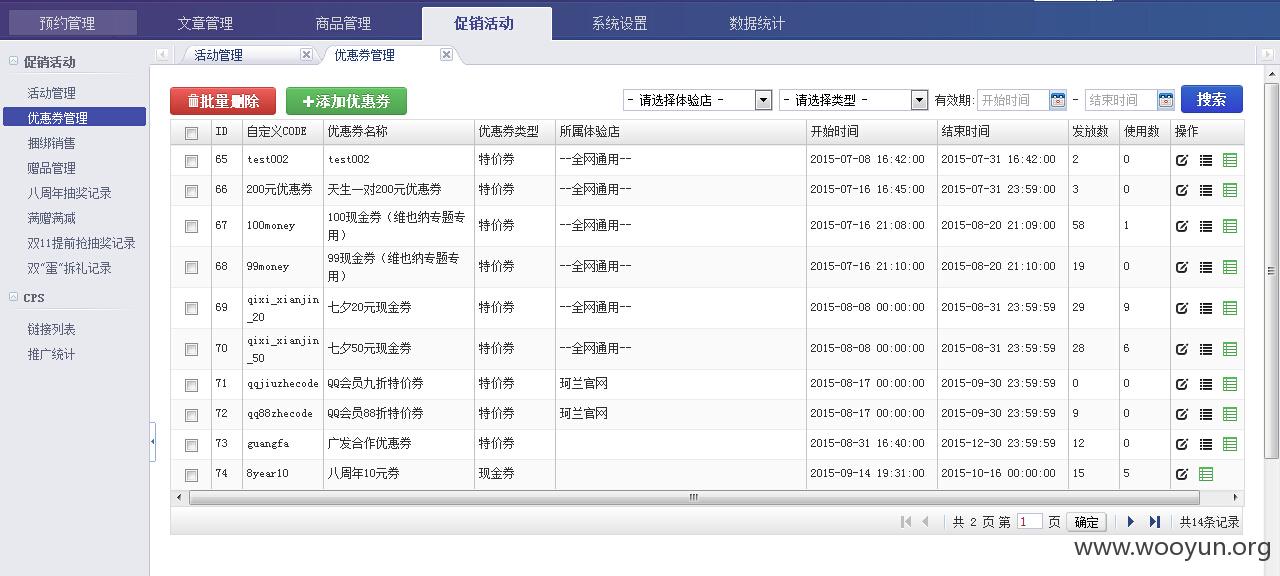 预约管理 文章管理 商品管理 促销活动 系统设置 数据统计
活动管理 优惠券管理
促销活动
活动管理
优惠券管理
捆绑销售
赠品管理
八周年抽奖记录
满赠满减
双11提前抢抽奖记录
双“蛋”拆礼记录
CPS
链接列表
推广统计
批量删除 添加优惠券 - 请选择体验店 - - 请选择类型 - 有效期: 开始时间 - 结束时间 搜索
ID 自定义CODE 优惠券名称 优惠券类型 所属体验店 开始时间 结束时间 发放数 使用数 操作
65 test002 test002 特价券 --全网通用-- 2015-07-08 16:42:00 2015-07-31 16:42:00 2 0
66 200元优惠券 天生一对200元优惠券 特价券 --全网通用-- 2015-07-16 16:45:00 2015-07-31 23:59:00 3 0
67 100money 100现金券（维也纳专题专用） 特价券 --全网通用-- 2015-07-16 21:08:00 2015-08-20 21:09:00 58 1
68 99money 99现金券（维也纳专题专用） 特价券 --全网通用-- 2015-07-16 21:10:00 2015-08-20 21:10:00 19 0
69 qixi_xianjin_20 七夕20元现金券 特价券 --全网通用-- 2015-08-08 00:00:00 2015-08-31 23:59:59 29 9
70 qixi_xianjin_50 七夕50元现金券 特价券 --全网通用-- 2015-08-08 00:00:00 2015-08-31 23:59:59 28 6
71 qqjiuzhecode QQ会员九折特价券 特价券 珂兰官网 2015-08-17 00:00:00 2015-09-30 23:59:59 0 0
72 qq88zhecode QQ会员88折特价券 特价券 珂兰官网 2015-08-17 00:00:00 2015-09-30 23:59:59 9 0
73 guangfa 广发合作优惠券 特价券 2015-08-31 16:40:00 2015-12-30 23:59:59 12 0
74 8year10 八周年10元券 现金券 2015-09-14 19:31:00 2015-10-16 00:00:00 15 5
共 2 页 第 1 页 确定 共14条记录
www.wooyun.org